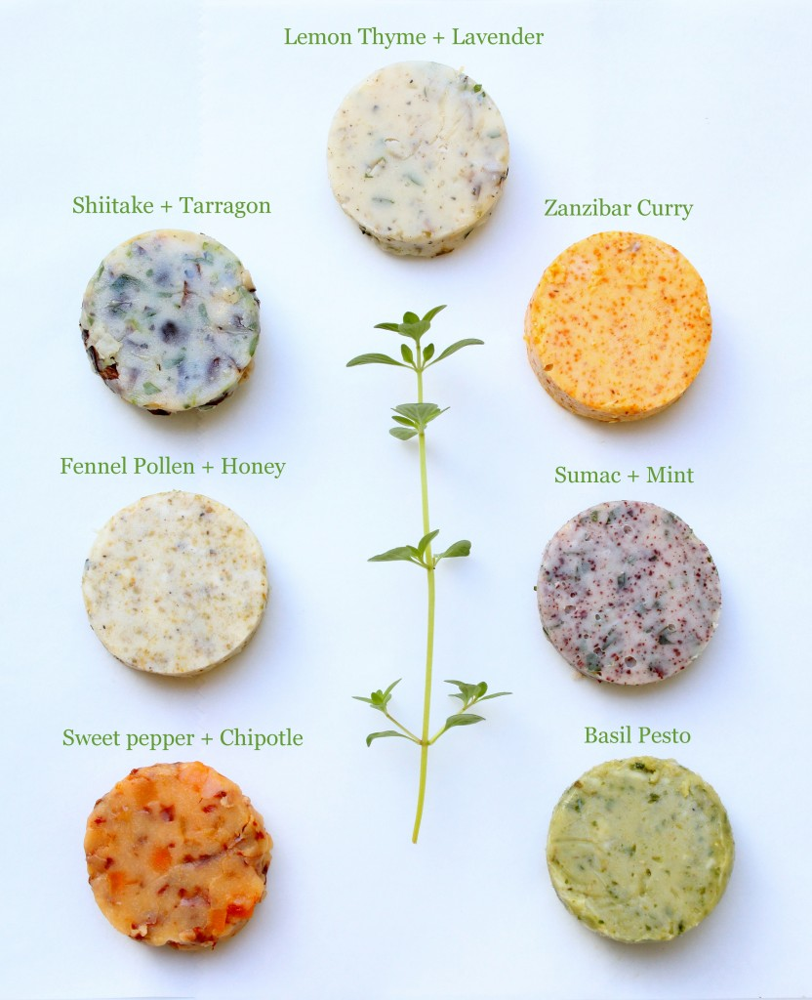 Lemon Thyme + Lavender
Shiitake + Tarragon
Zanzibar Curry
Fennel Pollen + Honey
Sumac + Mint
Sweet pepper + Chipotle
Basil Pesto